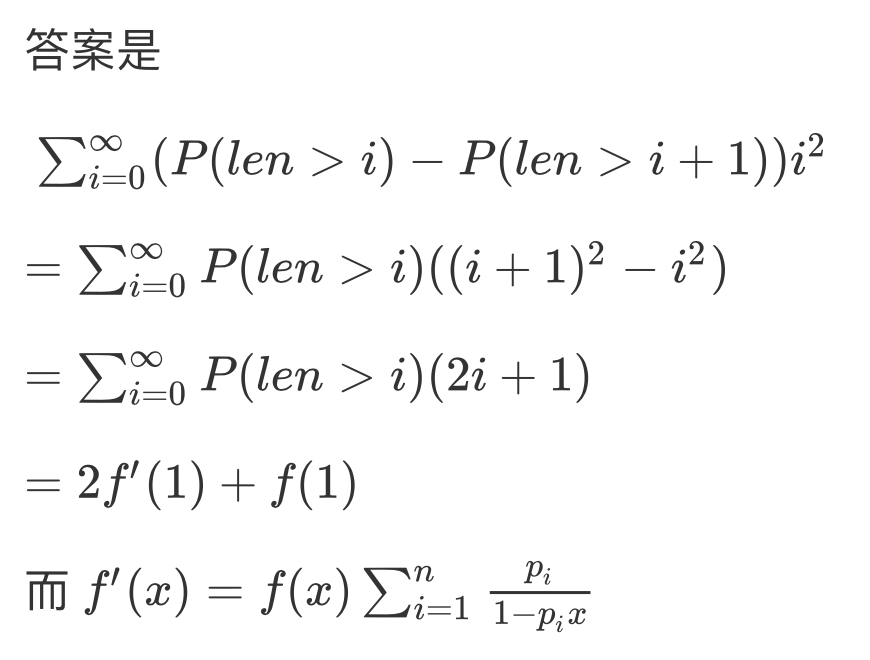 答案是
$\sum_{i=0}^{\infty}(P(len > i) - P(len > i + 1))i^2$
$= \sum_{i=0}^{\infty} P(len > i)((i + 1)^2 - i^2)$
$= \sum_{i=0}^{\infty} P(len > i)(2i + 1)$
$= 2f'(1) + f(1)$
而 $f'(x) = f(x) \sum_{i=1}^{n} \frac{p_i}{1-p_i x}$